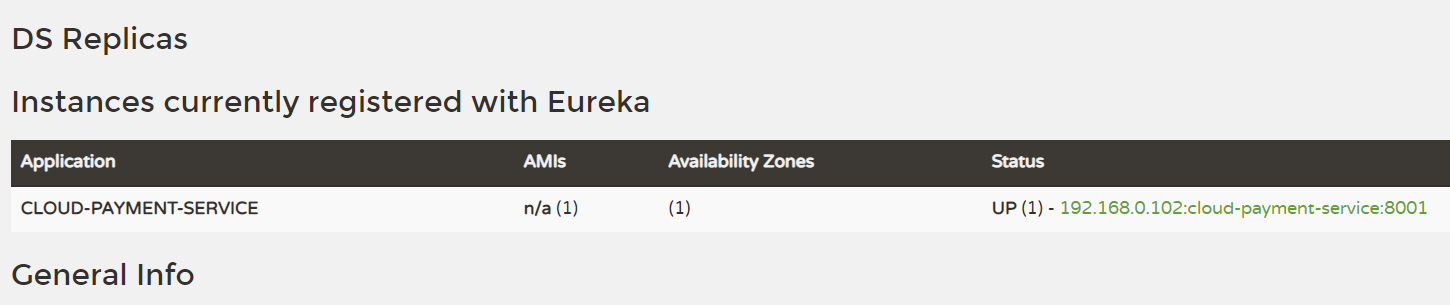 DS Replicas
Instances currently registered with Eureka
Application AMIs Availability Zones Status
CLOUD-PAYMENT-SERVICE n/a (1) (1) UP (1) - 192.168.0.102:cloud-payment-service:8001
General Info